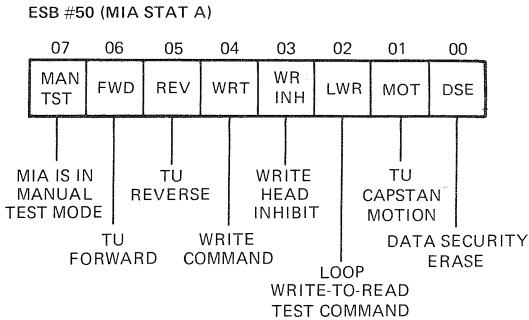 ESB #50 (MIA STAT A)
07 06 05 04 03 02 01 00
MAN TST
FWD
REV
WRT
WR INH
LWR
MOT
DSE
MIA IS IN
MANUAL
TEST MODE
TU
FORWARD
TU
REVERSE
WRITE
COMMAND
WRITE
HEAD
INHIBIT
LOOP
WRITE-TO-READ
TEST COMMAND
TU
CAPSTAN
MOTION
DATA SECURITY
ERASE